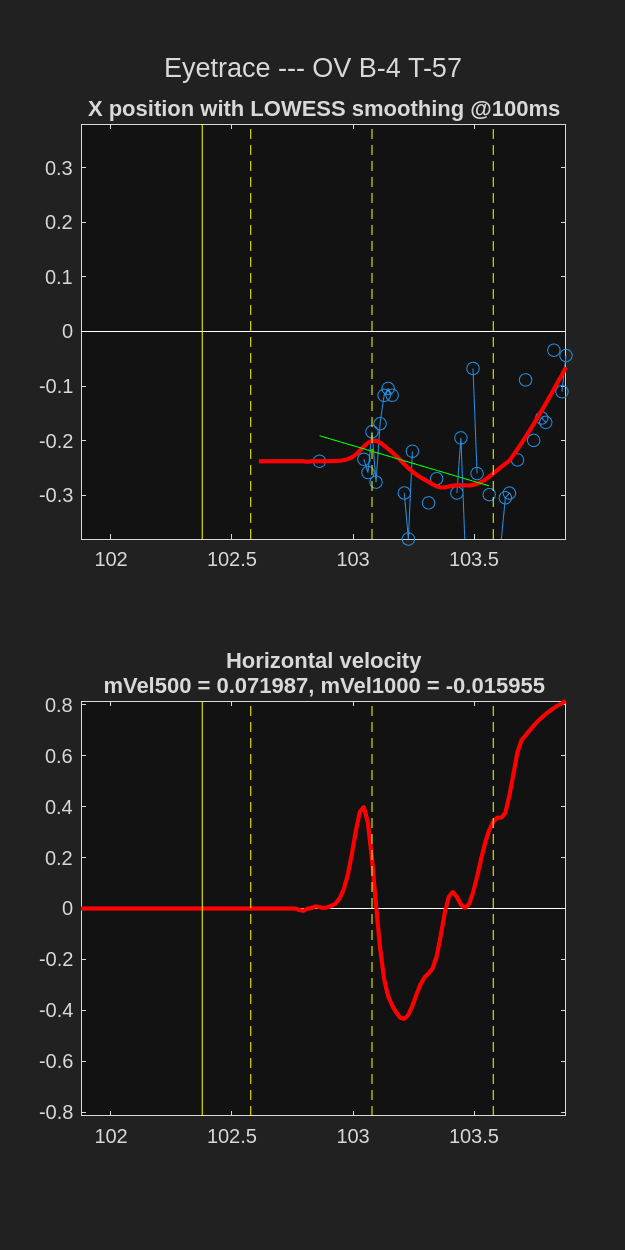 Eyetrace --- OV B-4 T-57
X position with LOWESS smoothing @100ms
0.3
0.2
0.1
0
-0.1
-0.2
-0.3
102 102.5 103 103.5
Horizontal velocity
mVel500 = 0.071987, mVel1000 = -0.015955
0.8
0.6
0.4
0.2
0
-0.2
-0.4
-0.6
-0.8
102 102.5 103 103.5